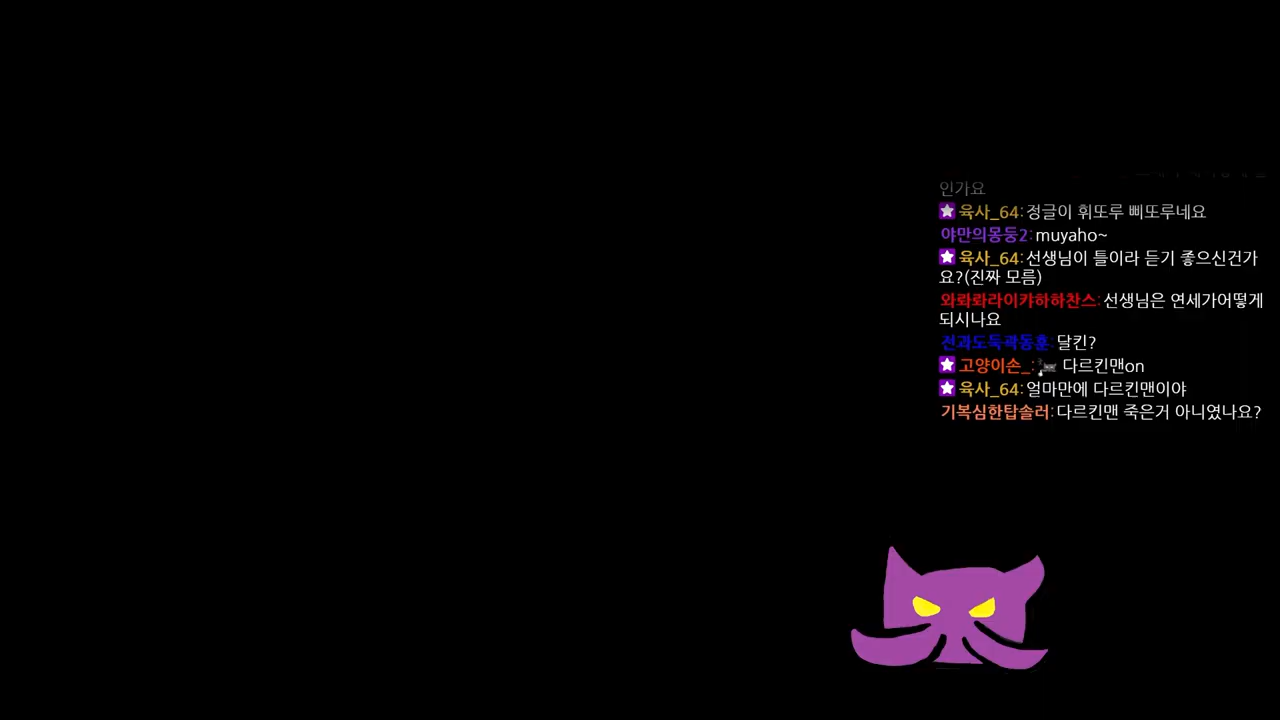 인가요
육사_64: 정글이 휘또루 삐또루네요
야만의몽둥2: muyaho~
육사_64: 선생님이 틀이라 듣기 좋으신건가
요?(진짜 모름)
와롸롸라이캬하하찬스: 선생님은 연세가어떻게
되시나요
전과도둑곽동훈: 달킨?
고양이손_: 다르킨맨on
육사_64: 얼마만에 다르킨맨이야
기복심한탑솔러: 다르킨맨 죽은거 아니였나요?